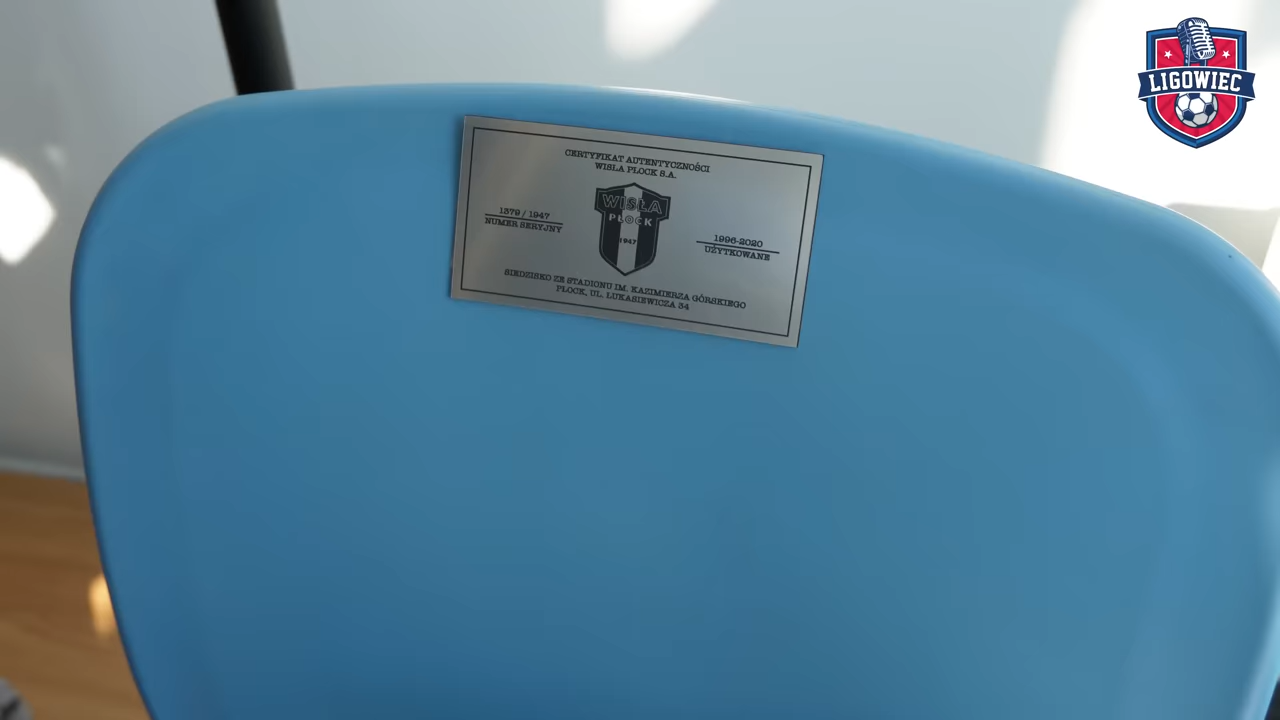 LIGOWIEC
CERTYFIKAT AUTENTYCZNOŚCI
WISŁA PŁOCK S.A.
WISŁA
PŁOCK
1947
1379 / 1947
NUMER SERYJNY
1996-2020
UŻYTKOWANE
SIEDZISKO ZE STADIONU IM. KAZIMIERZA GÓRSKIEGO
PŁOCK, UL. ŁUKASIEWICZA 34